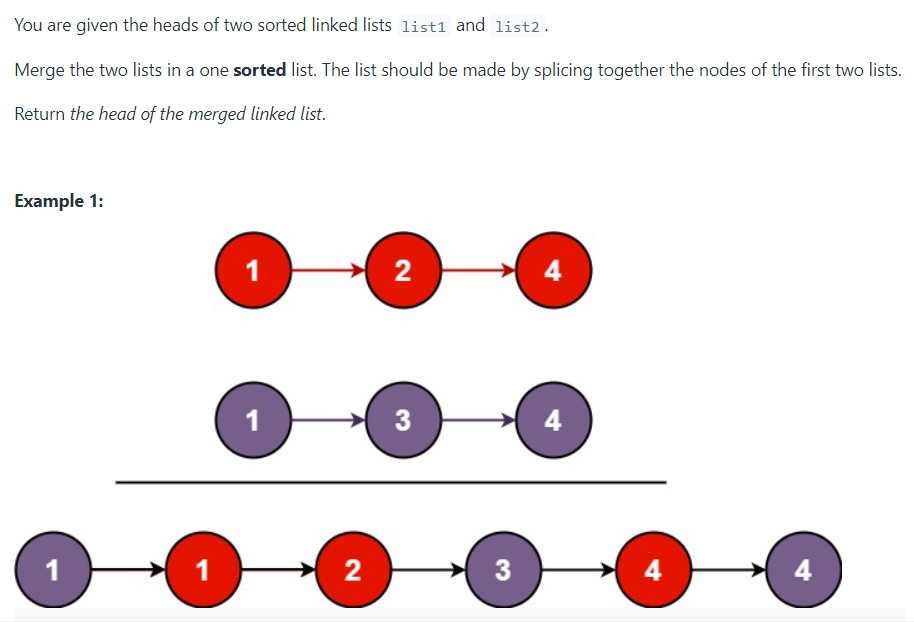 You are given the heads of two sorted linked lists list1 and list2.
Merge the two lists in a one sorted list. The list should be made by splicing together the nodes of the first two lists.
Return the head of the merged linked list.
Example 1:
1 2 4
1 3 4
1 1 2 3 4 4